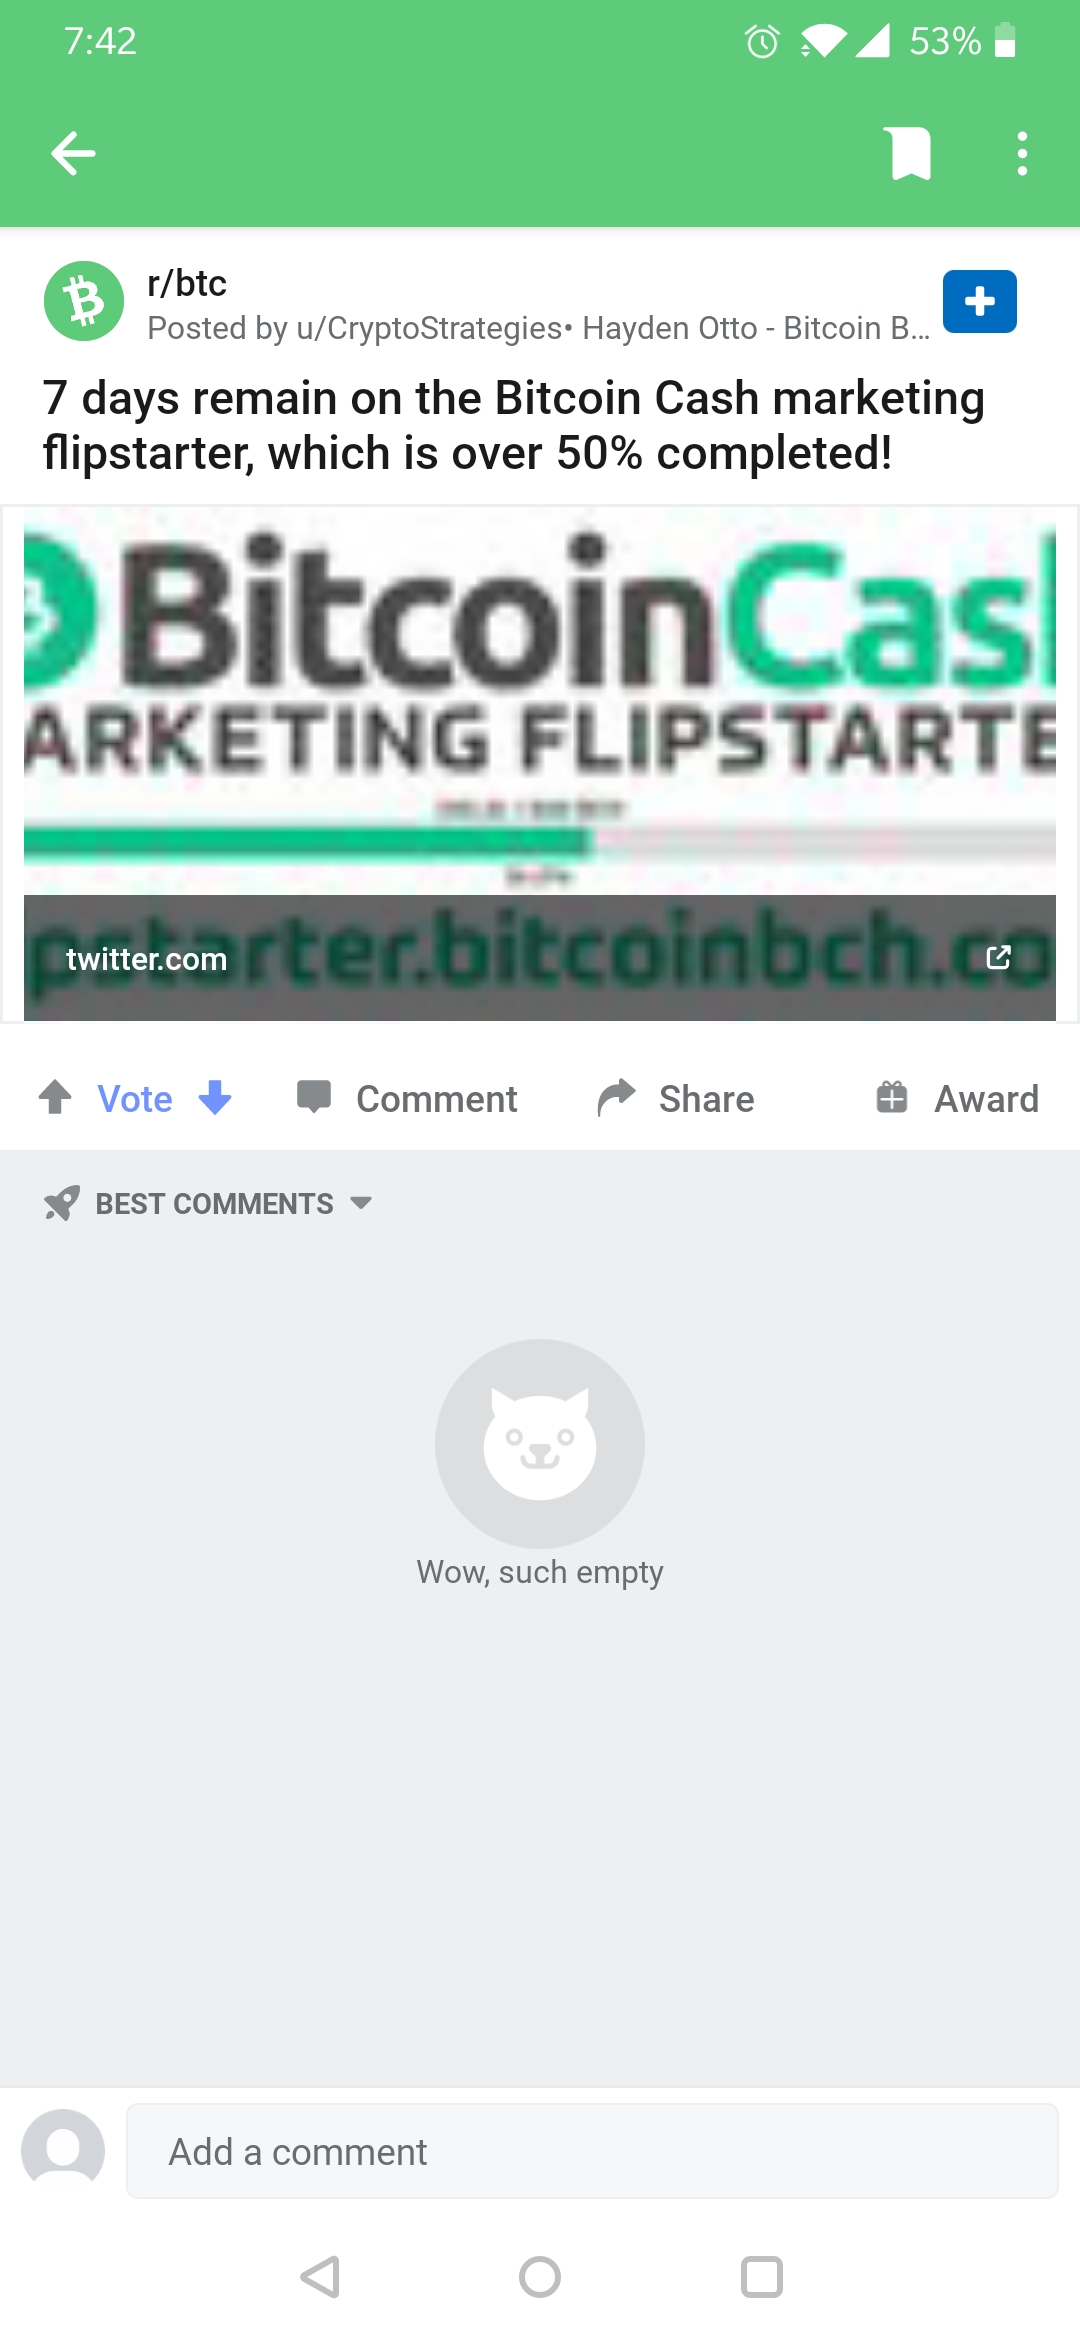 7:42
53%
r/btc
Posted by u/CryptoStrategies• Hayden Otto - Bitcoin B...
7 days remain on the Bitcoin Cash marketing
flipstarter, which is over 50% completed!
BitcoinCas
ARKETING FLIPSTARTE
pstarter.bitcoinbch.co
twitter.com
Vote
Comment
Share
Award
BEST COMMENTS
Wow, such empty
Add a comment